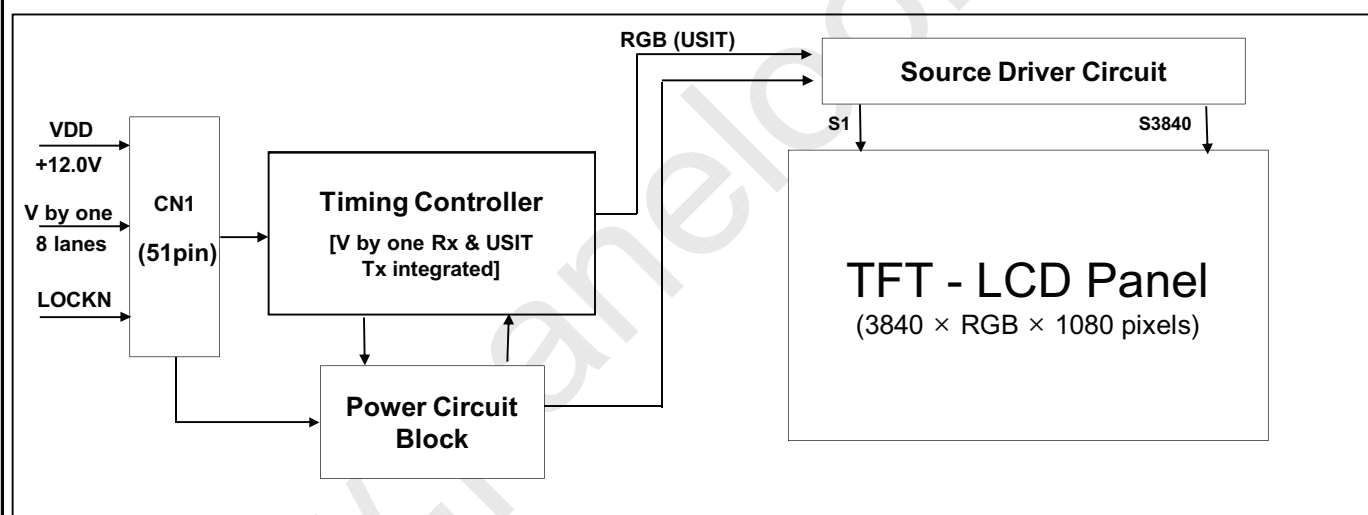 RGB (USIT)
Source Driver Circuit
S1
S3840
VDD
+12.0V
V by one
8 lanes
LOCKN
CN1
(51pin)
Timing Controller
[V by one Rx & USIT
Tx integrated]
Power Circuit
Block
TFT - LCD Panel
(3840 × RGB × 1080 pixels)